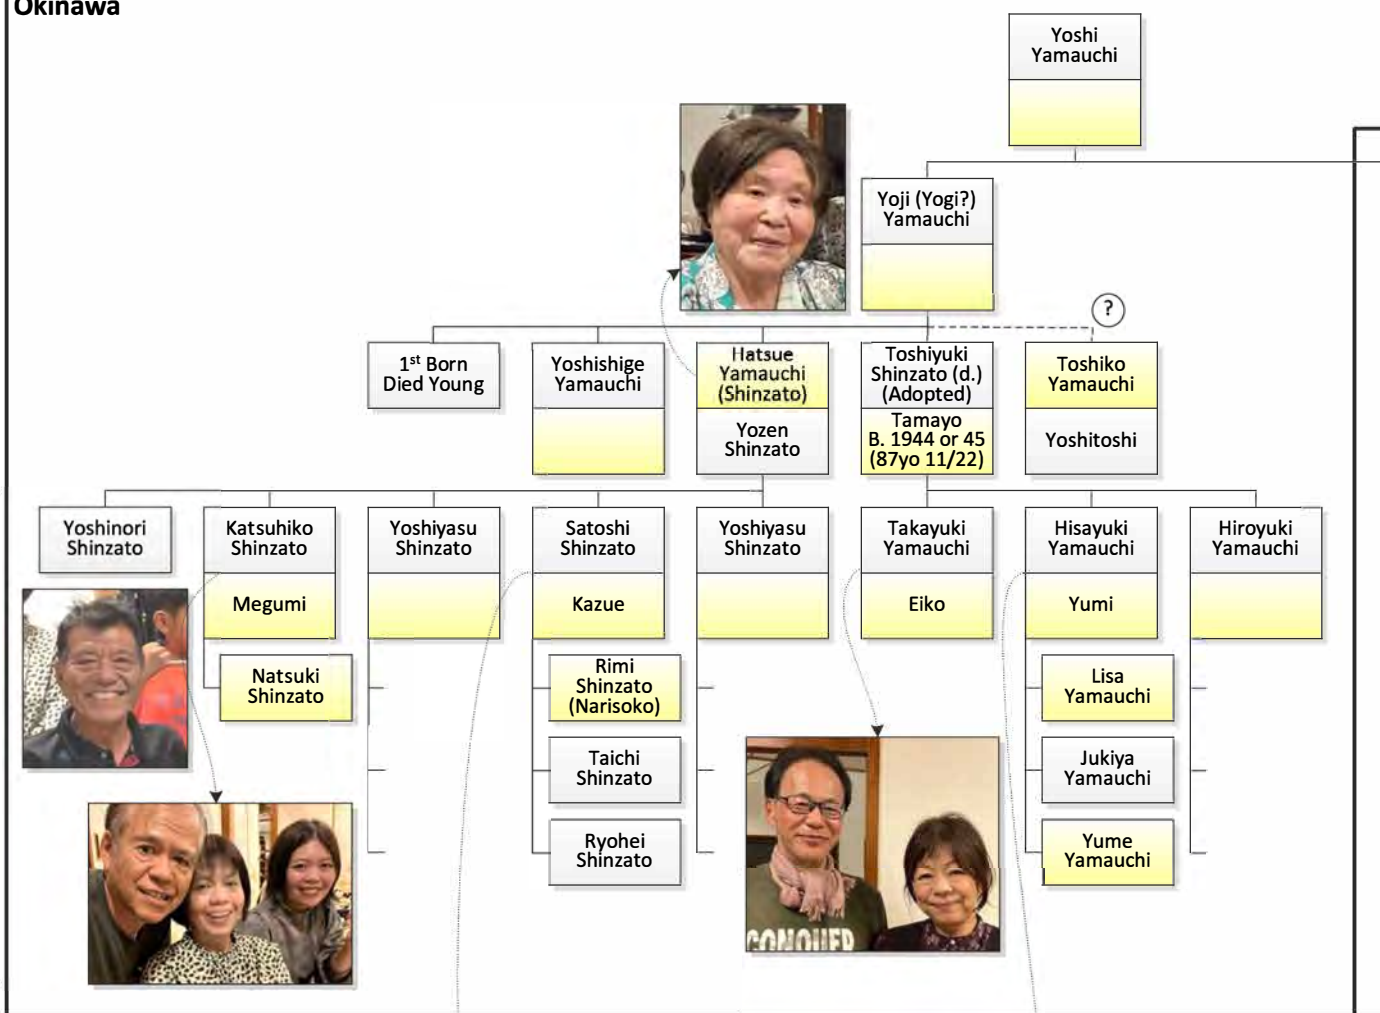 Okinawa
Yoshi
Yamauchi
Yoji (Yogi?)
Yamauchi
?
1st Born
Died Young
Yoshishige
Yamauchi
Hatsue
Yamauchi
(Shinzato)
Yozen
Shinzato
Toshiyuki
Shinzato (d.)
(Adopted)
Tamayo
B. 1944 or 45
(87yo 11/22)
Toshiko
Yamauchi
Yoshitoshi
Yoshinori
Shinzato
Katsuhiko
Shinzato
Megumi
Yoshiyasu
Shinzato
Satoshi
Shinzato
Kazue
Yoshiyasu
Shinzato
Takayuki
Yamauchi
Eiko
Hisayuki
Yamauchi
Yumi
Hiroyuki
Yamauchi
Natsuki
Shinzato
Rimi
Shinzato
(Narisoko)
Lisa
Yamauchi
Taichi
Shinzato
Jukiya
Yamauchi
Ryohei
Shinzato
Yume
Yamauchi
CONQUER